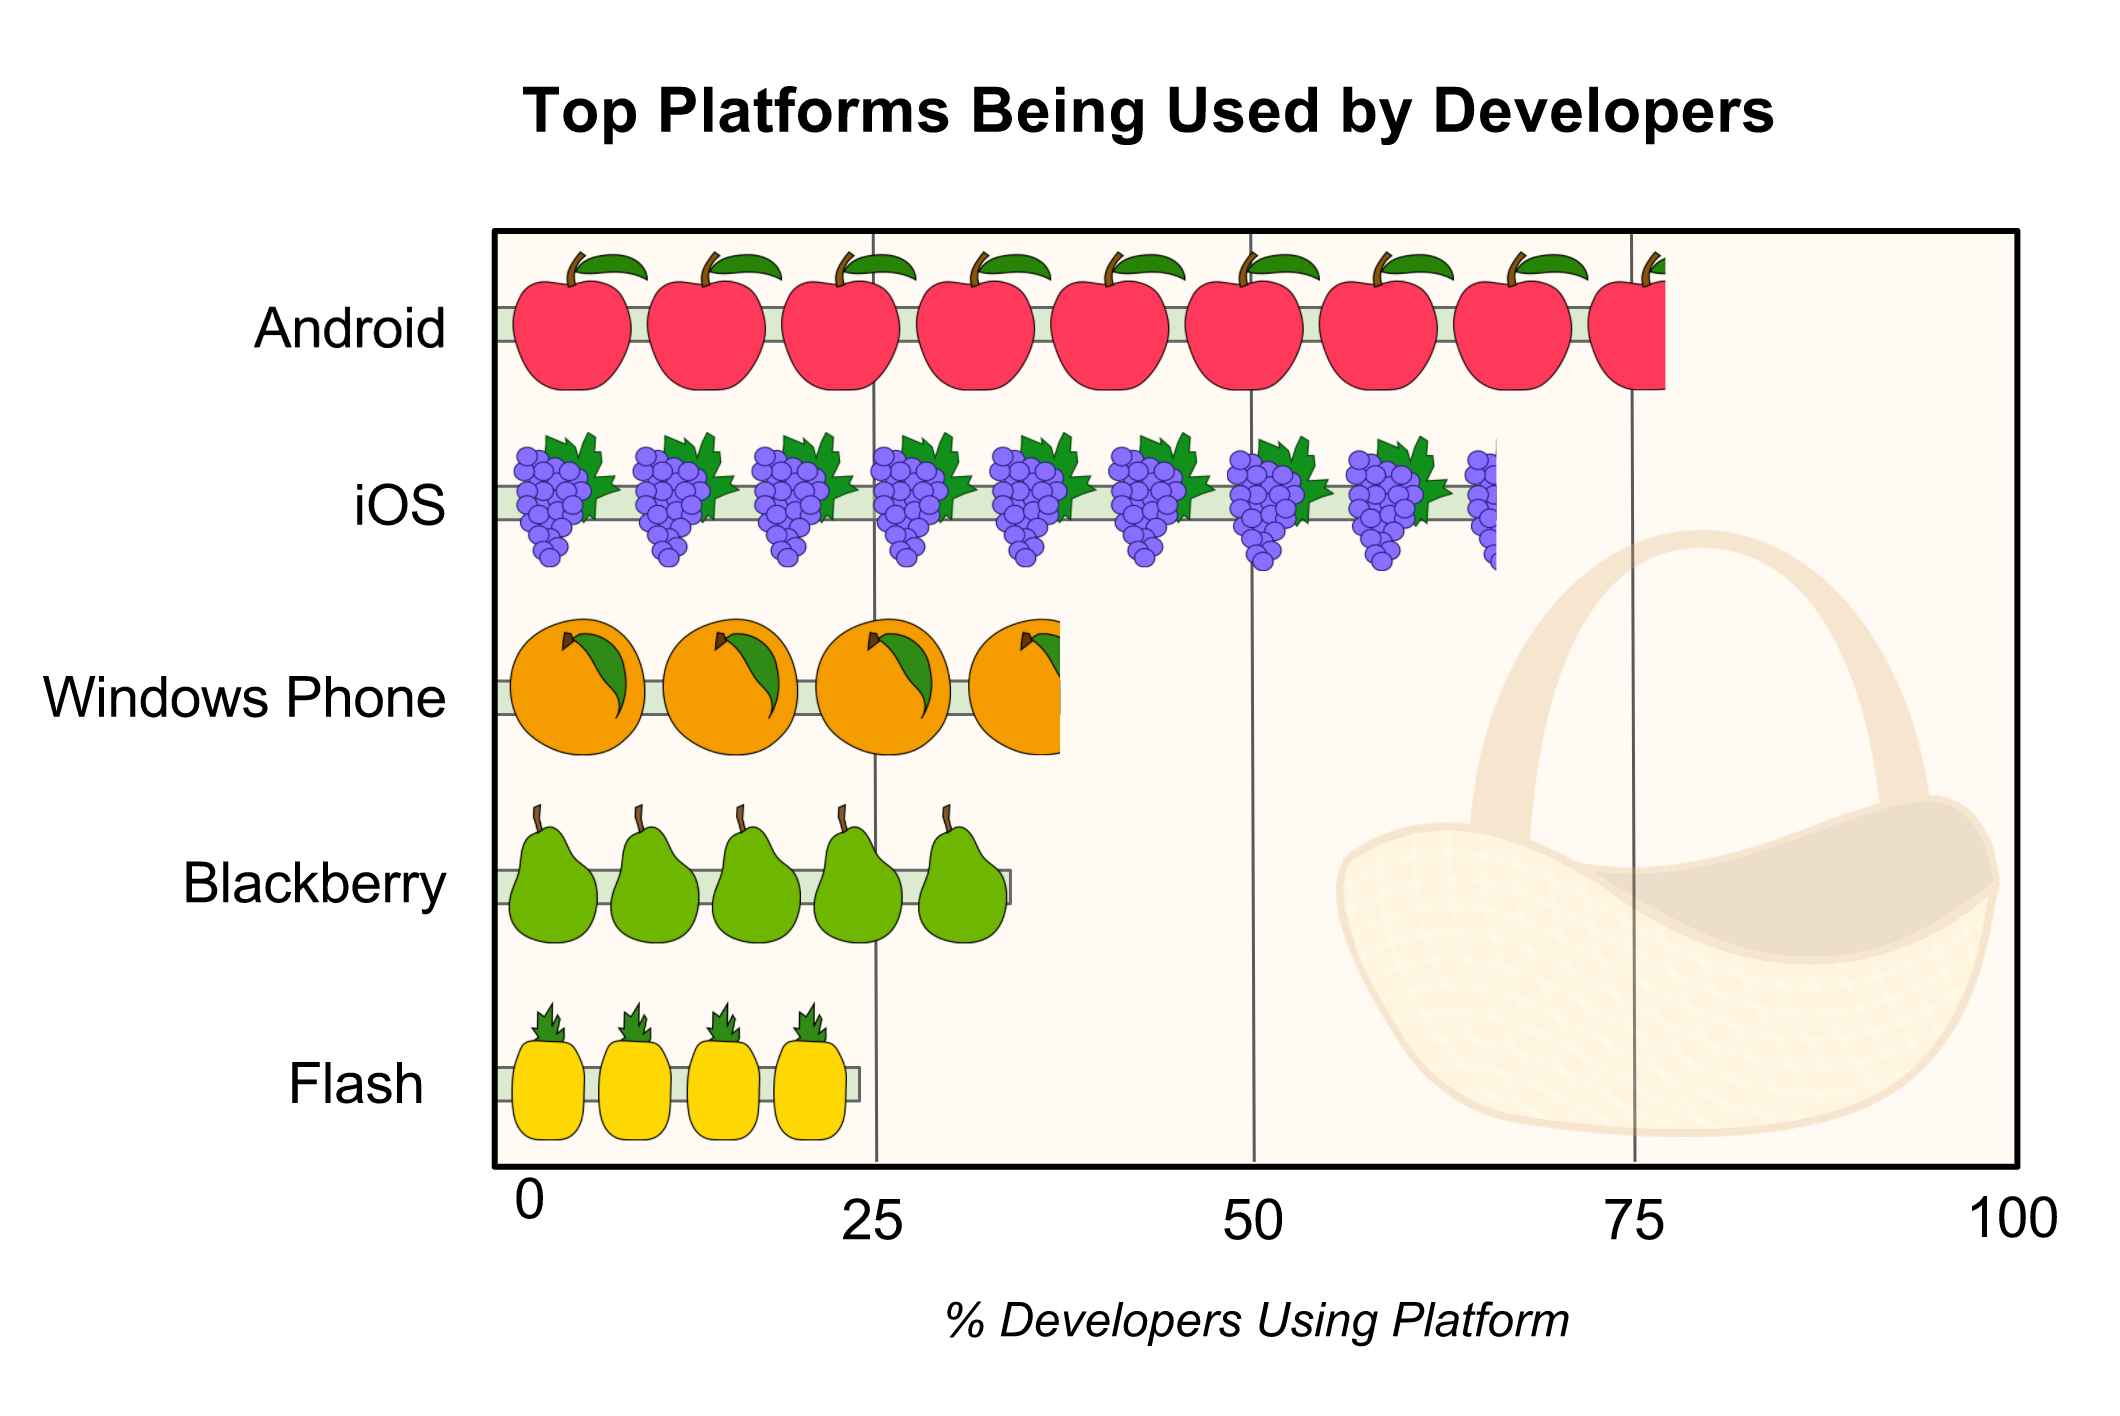 Top Platforms Being Used by Developers
Android
iOS
Windows Phone
Blackberry
Flash
0 25 50 75 100
% Developers Using Platform